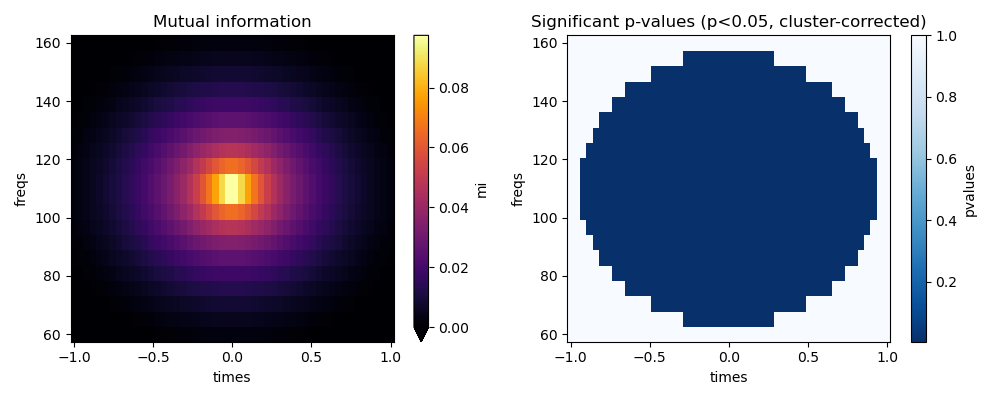 Mutual information
160
140
120
100
80
60
freqs
−1.0 −0.5 0.0 0.5 1.0
times
0.08
0.06
0.04
0.02
0.00
mi
Significant p-values (p<0.05, cluster-corrected)
160
140
120
100
80
60
freqs
−1.0 −0.5 0.0 0.5 1.0
times
1.0
0.8
0.6
0.4
0.2
pvalues